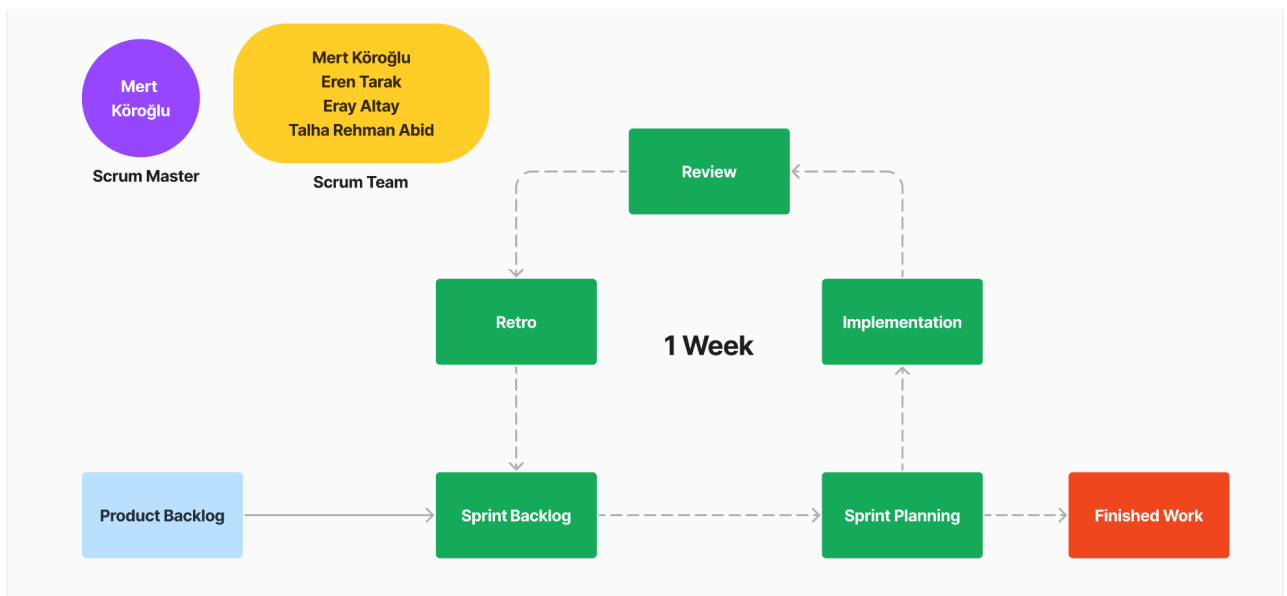 Mert
Köroğlu
Scrum Master
Mert Köroğlu
Eren Tarak
Eray Altay
Talha Rehman Abid
Scrum Team
Review
Retro
1 Week
Implementation
Product Backlog
Sprint Backlog
Sprint Planning
Finished Work